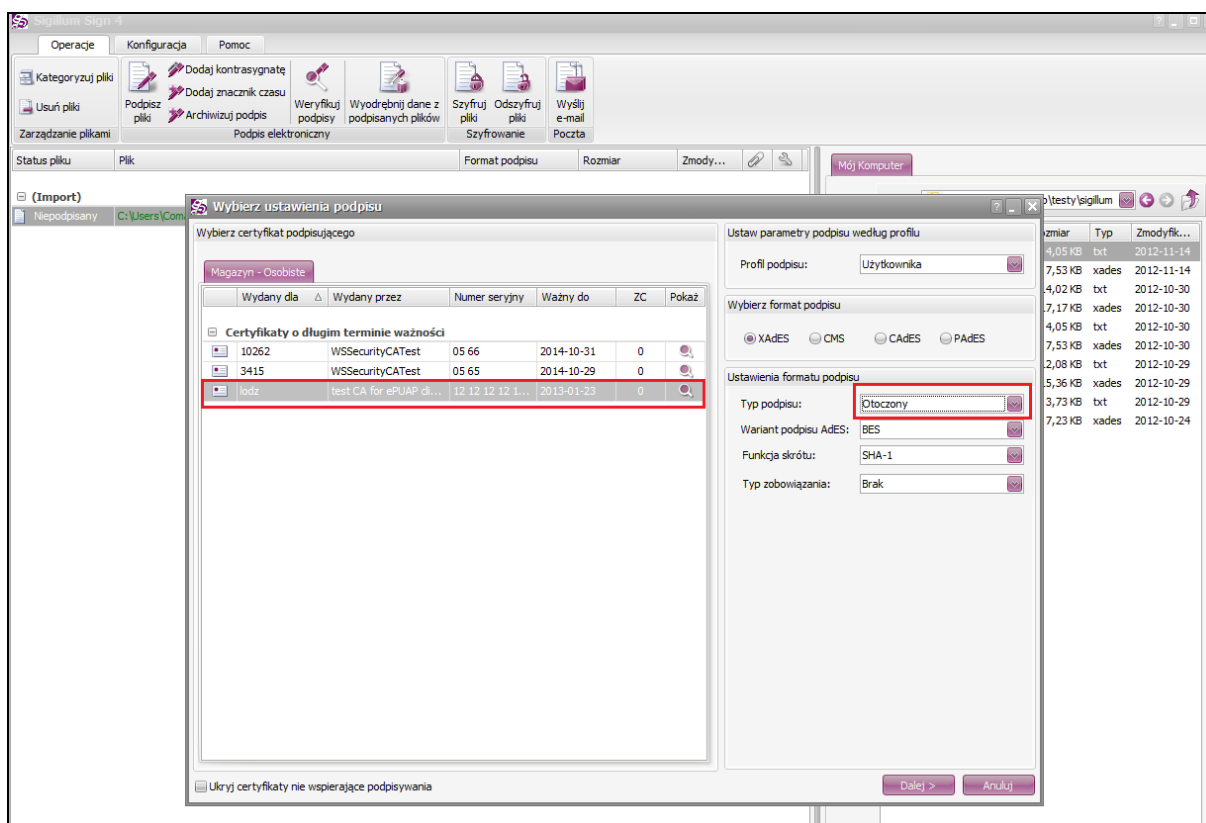 Sigillum Sign 4
Operacje Konfiguracja Pomoc
Kategoryzuj pliki
Usuń pliki
Zarządzanie plikami
Podpisz pliki
Dodaj kontrasygnatę
Dodaj znacznik czasu
Archiwizuj podpis
Weryfikuj podpisy
Wyodrębnij dane z podpisanych plików
Podpis elektroniczny
Szyfruj pliki
Odszyfruj pliki
Szyfrowanie
Wyślij e-mail
Poczta
Status pliku Plik Format podpisu Rozmiar Zmody...
(Import)
Niepodpisany C:\Users\Com
Mój Komputer
o\testy\sigillum
Typ Zmodyfik...
4,05 KB txt 2012-11-14
7,53 KB xades 2012-11-14
4,02 KB txt 2012-10-30
7,17 KB xades 2012-10-30
4,05 KB txt 2012-10-30
7,53 KB xades 2012-10-30
2,08 KB txt 2012-10-29
5,36 KB xades 2012-10-29
3,73 KB txt 2012-10-29
7,23 KB xades 2012-10-24
Wybierz ustawienia podpisu
Wybierz certyfikat podpisującego
Magazyn - Osobiste
Wydany dla Wydany przez Numer seryjny Ważny do ZC Pokaż
Certyfikaty o długim terminie ważności
10262 WSSecurityCATest 05 66 2014-10-31 0
3415 WSSecurityCATest 05 65 2014-10-29 0
lodz test CA for ePUAP di... 12 12 12 12 1... 2013-01-23 0
Ukryj certyfikaty nie wspierające podpisywania
Ustaw parametry podpisu według profilu
Profil podpisu: Użytkownika
Wybierz format podpisu
XAdES CMS CAdES PAdES
Ustawienia formatu podpisu
Typ podpisu: Otoczony
Wariant podpisu AdES: BES
Funkcja skrótu: SHA-1
Typ zobowiązania: Brak
Dalej > Anuluj